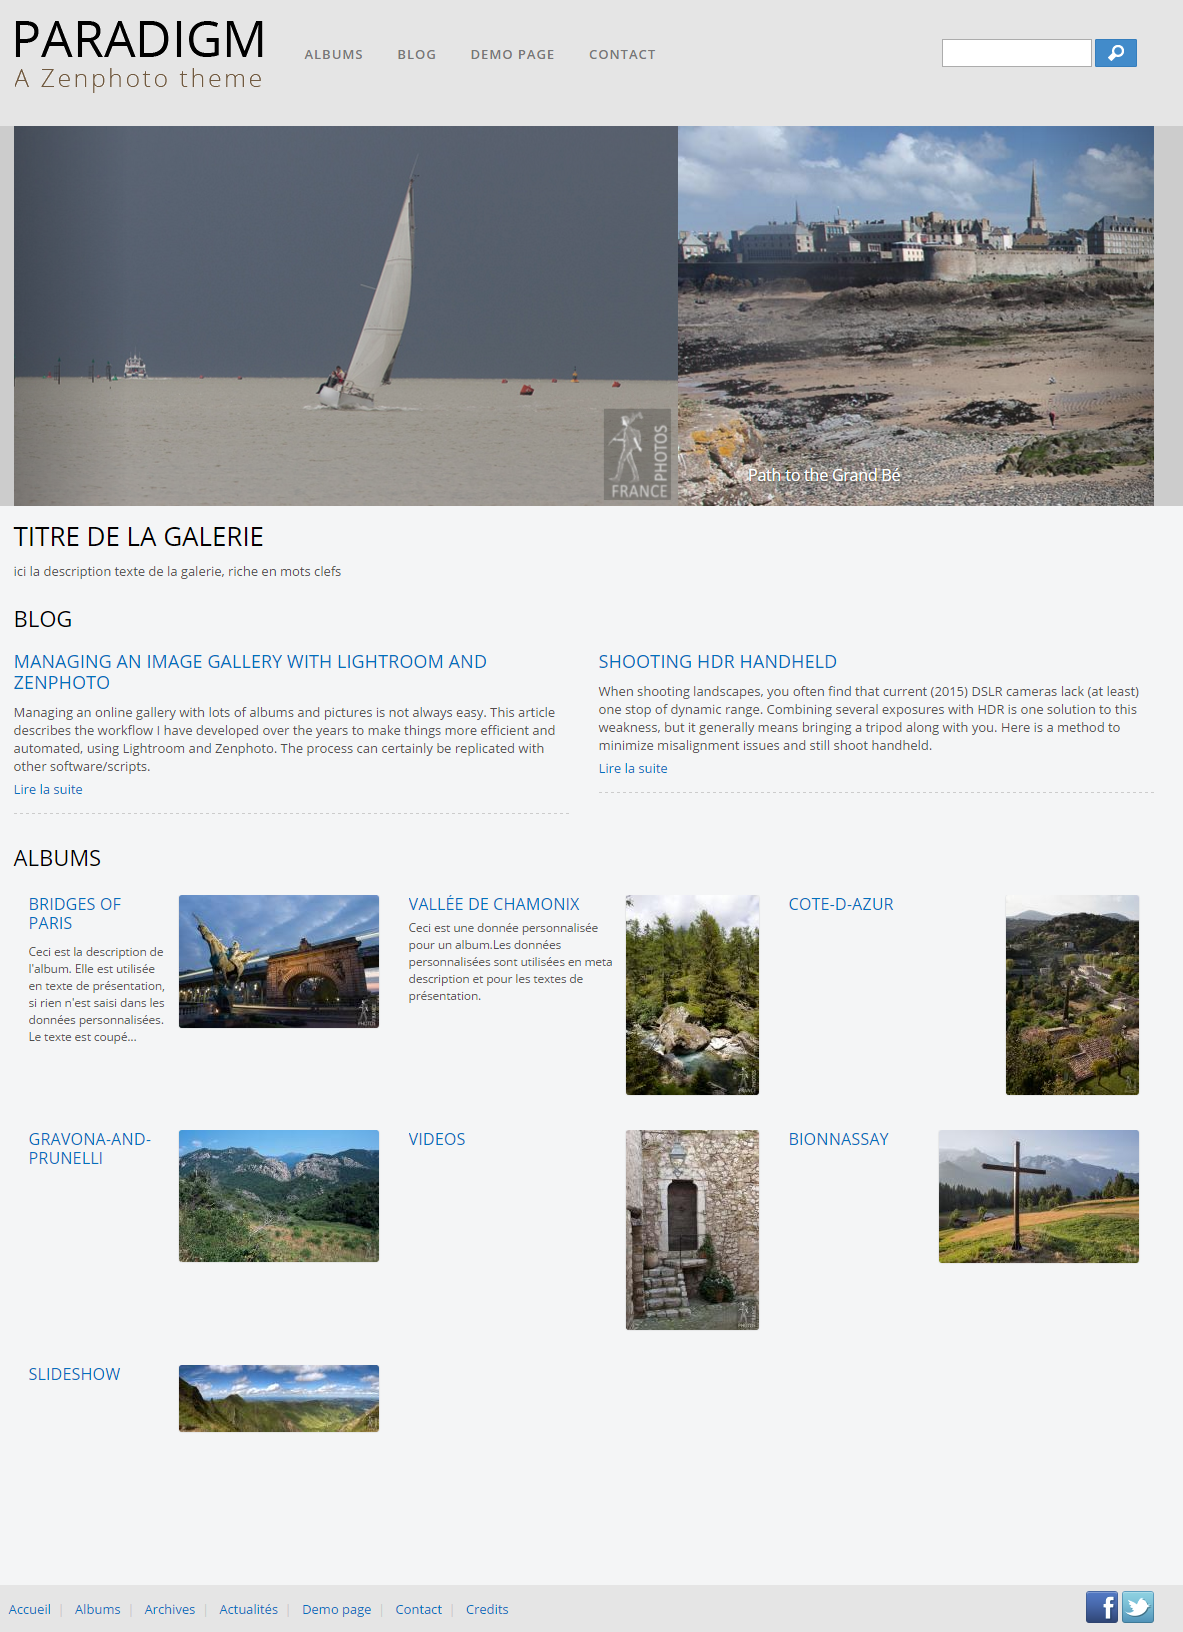 PARADIGM
A Zenphoto theme
ALBUMS BLOG DEMO PAGE CONTACT
FRANCE PHOTOS
Path to the Grand Bé
TITRE DE LA GALERIE
ici la description texte de la galerie, riche en mots clefs
BLOG
MANAGING AN IMAGE GALLERY WITH LIGHTROOM AND
ZENPHOTO
Managing an online gallery with lots of albums and pictures is not always easy. This article
describes the workflow I have developed over the years to make things more efficient and
automated, using Lightroom and Zenphoto. The process can certainly be replicated with
other software/scripts.
Lire la suite
SHOOTING HDR HANDHELD
When shooting landscapes, you often find that current (2015) DSLR cameras lack (at least)
one stop of dynamic range. Combining several exposures with HDR is one solution to this
weakness, but it generally means bringing a tripod along with you. Here is a method to
minimize misalignment issues and still shoot handheld.
Lire la suite
ALBUMS
BRIDGES OF
PARIS
Ceci est la description de
l'album. Elle est utilisée
en texte de présentation,
si rien n'est saisi dans les
données personnalisées.
Le texte est coupé...
VALLÉE DE CHAMONIX
Ceci est une donnée personnalisée
pour un album.Les données
personnalisées sont utilisées en meta
description et pour les textes de
présentation.
COTE-D-AZUR
GRAVONA-AND-
PRUNELLI
VIDEOS
BIONNASSAY
SLIDESHOW
Accueil | Albums | Archives | Actualités | Demo page | Contact | Credits